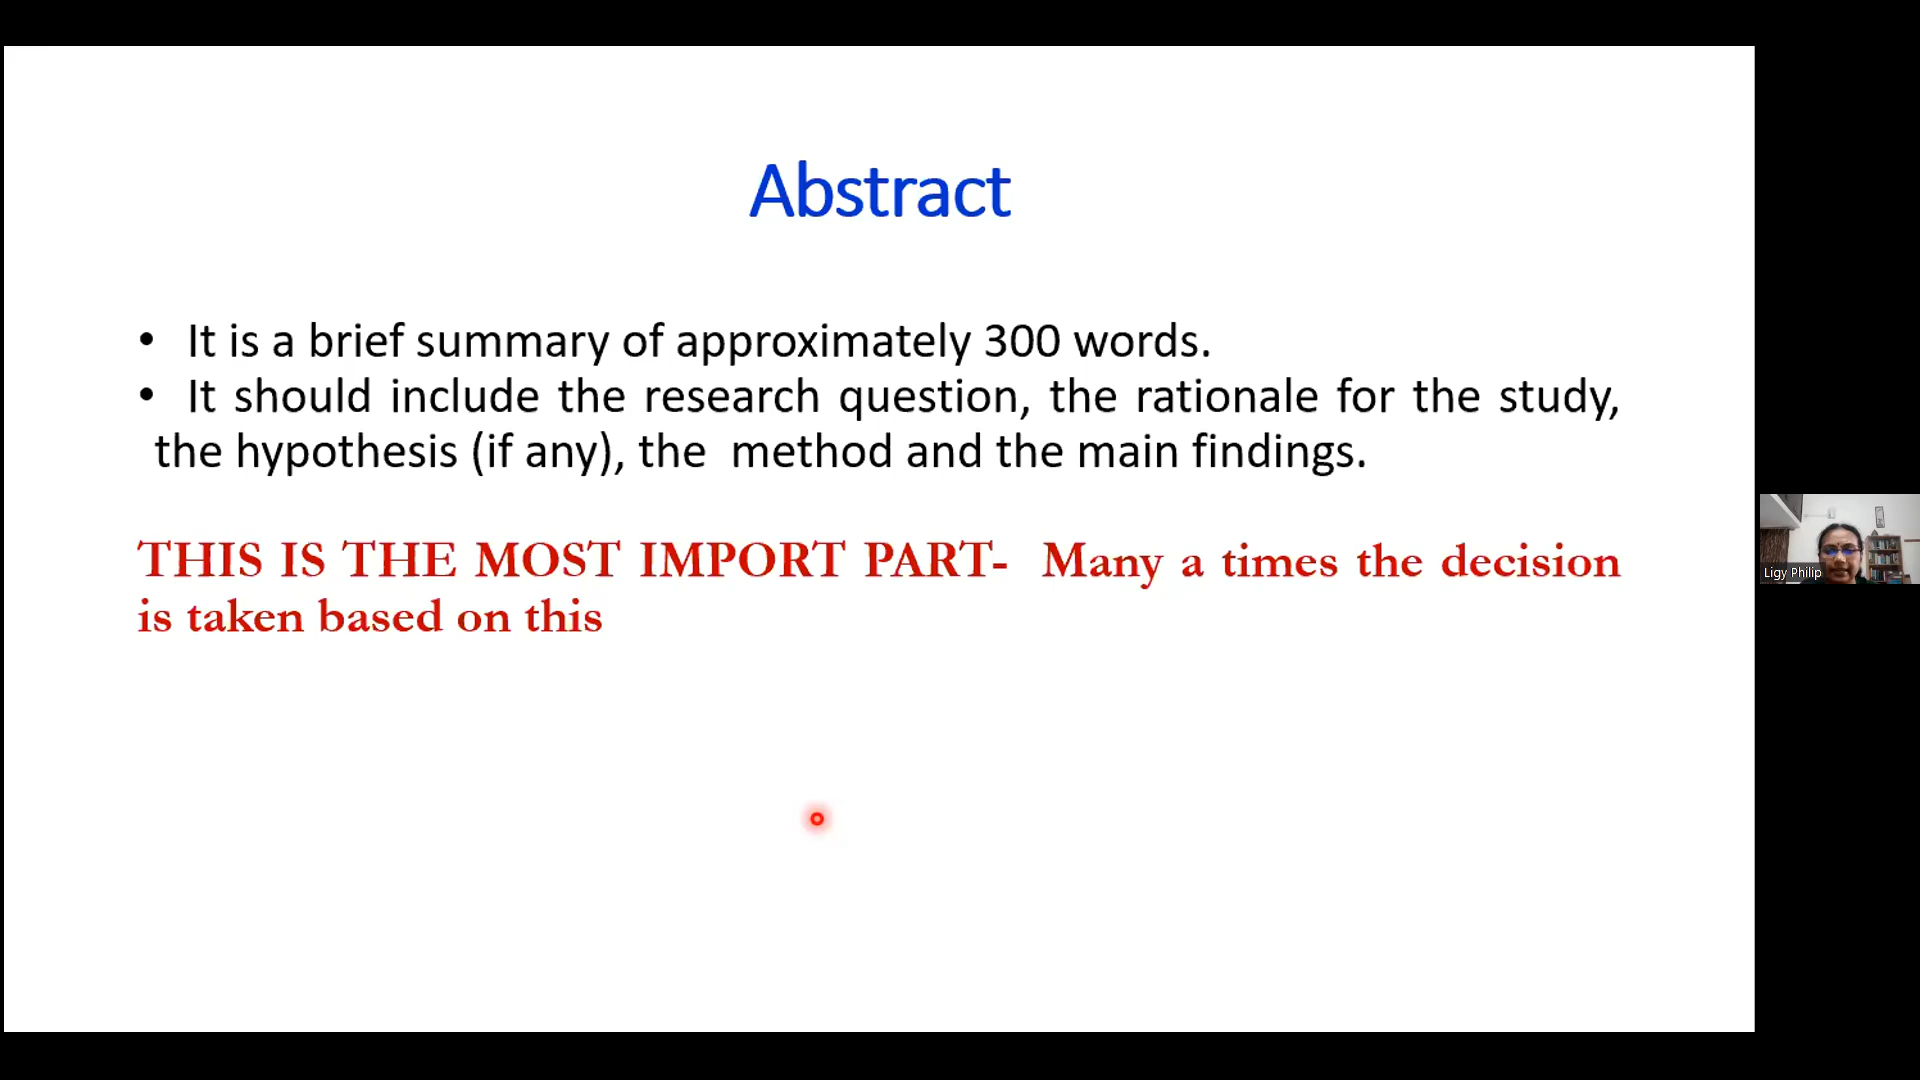 Abstract
• It is a brief summary of approximately 300 words.
• It should include the research question, the rationale for the study,
the hypothesis (if any), the method and the main findings.
THIS IS THE MOST IMPORT PART- Many a times the decision
is taken based on this
Ligy Philip